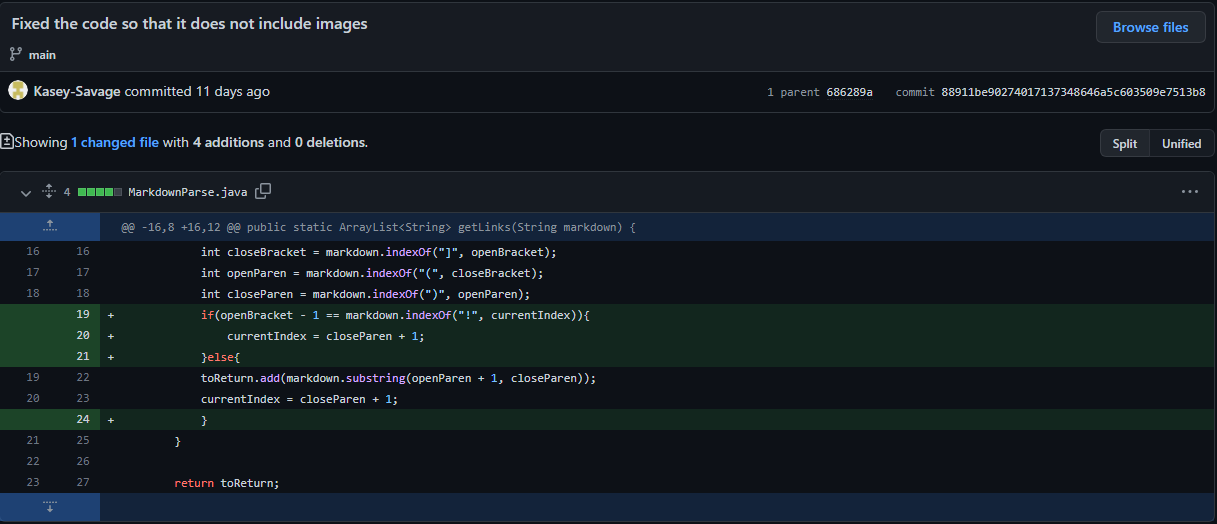 Fixed the code so that it does not include images
Browse files
main
Kasey-Savage committed 11 days ago
1 parent 686289a commit 88911be90274017137348646a5c603509e7513b8
Showing 1 changed file with 4 additions and 0 deletions.
Split Unified
4 MarkdownParse.java
@@ -16,8 +16,12 @@ public static ArrayList<String> getLinks(String markdown) {
16 16 int closeBracket = markdown.indexOf("]", openBracket);
17 17 int openParen = markdown.indexOf("(", closeBracket);
18 18 int closeParen = markdown.indexOf(")", openParen);
19 + if(openBracket - 1 == markdown.indexOf("!", currentIndex)){
20 + currentIndex = closeParen + 1;
21 + }else{
19 22 toReturn.add(markdown.substring(openParen + 1, closeParen));
20 23 currentIndex = closeParen + 1;
24 + }
21 25 }
22 26
23 27 return toReturn;